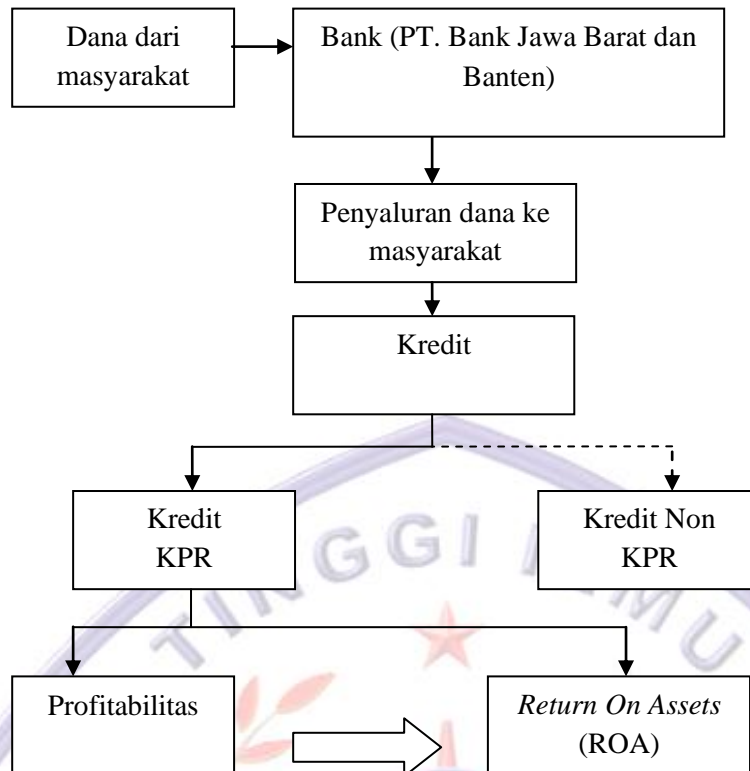 Dana dari
masyarakat
Bank (PT. Bank Jawa Barat dan
Banten)
Penyaluran dana ke
masyarakat
Kredit
Kredit
KPR
Kredit Non
KPR
TINGGI
Profitabilitas
Return On Assets
(ROA)